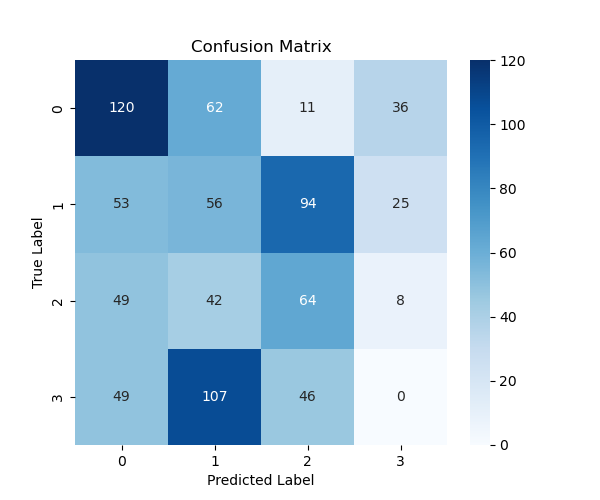 Confusion Matrix
True Label
0 120 62 11 36
1 53 56 94 25
2 49 42 64 8
3 49 107 46 0
0 1 2 3
Predicted Label
120
100
80
60
40
20
0